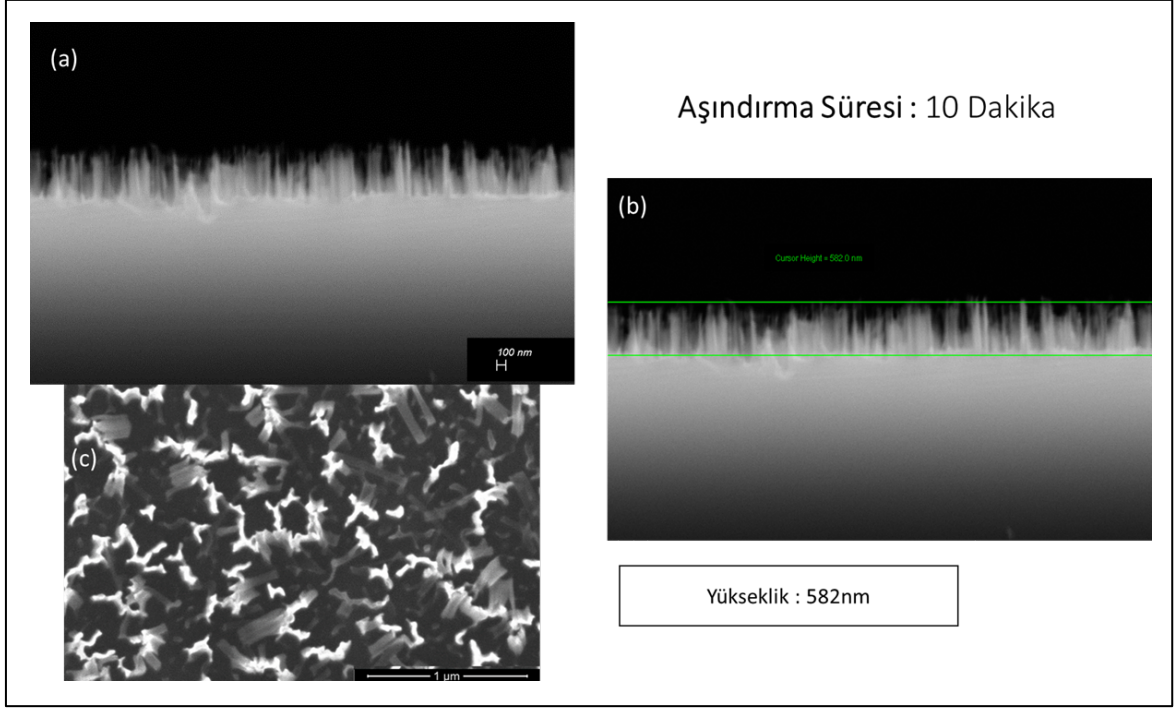 (a)
Aşındırma Süresi : 10 Dakika
(b)
Cursor Height = 582.0 nm
100 nm
(c)
Yükseklik : 582nm
1 µm